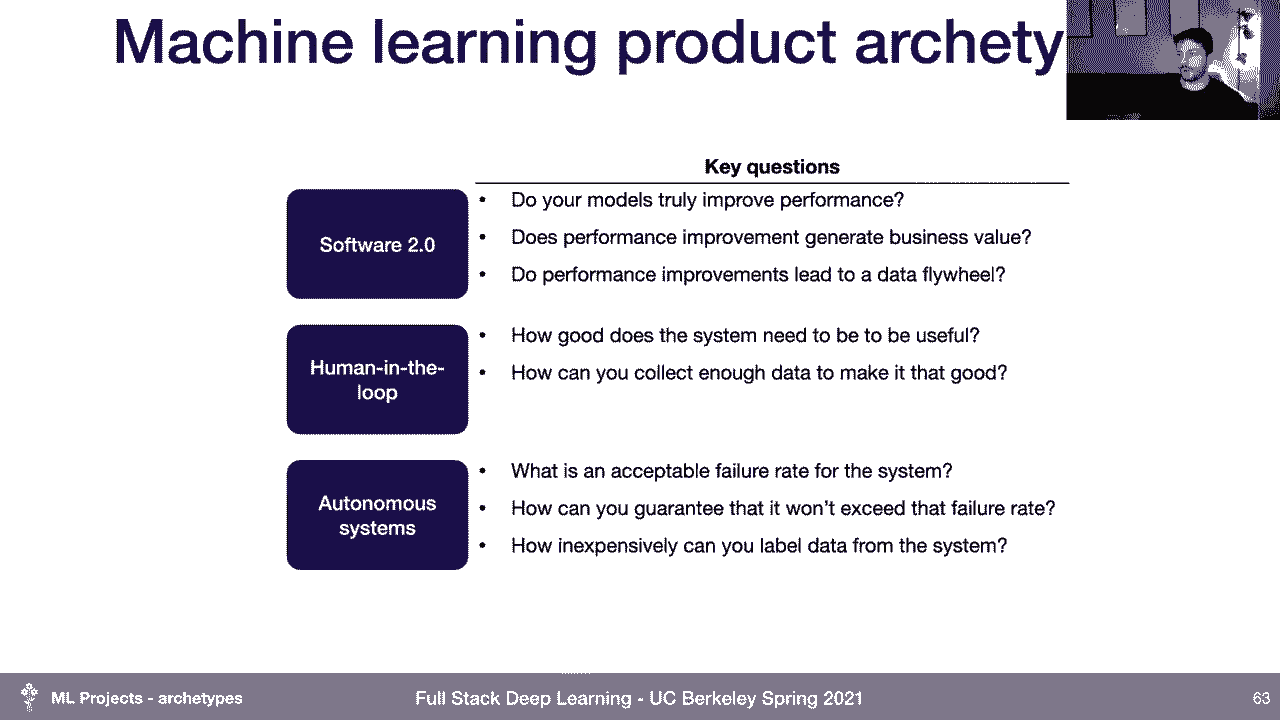 Machine learning product archety
Key questions
Software 2.0
• Do your models truly improve performance?
• Does performance improvement generate business value?
• Do performance improvements lead to a data flywheel?
Human-in-the-
loop
• How good does the system need to be to be useful?
• How can you collect enough data to make it that good?
Autonomous
systems
• What is an acceptable failure rate for the system?
• How can you guarantee that it won't exceed that failure rate?
• How inexpensively can you label data from the system?
ML Projects - archetypes
Full Stack Deep Learning - UC Berkeley Spring 2021
63